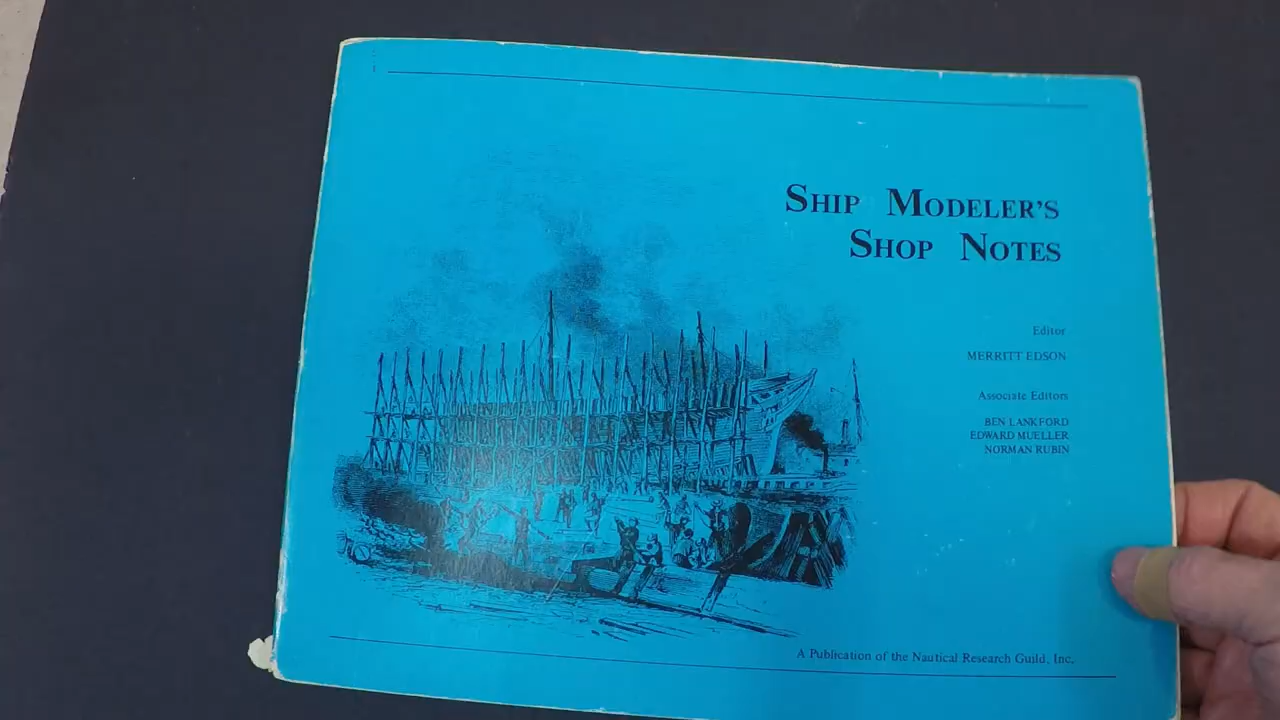 SHIP MODELER'S
SHOP NOTES
Editor
MERRITT EDSON
Associate Editors
BEN LANKFORD
EDWARD MUELLER
NORMAN RUBIN
A Publication of the Nautical Research Guild, Inc.